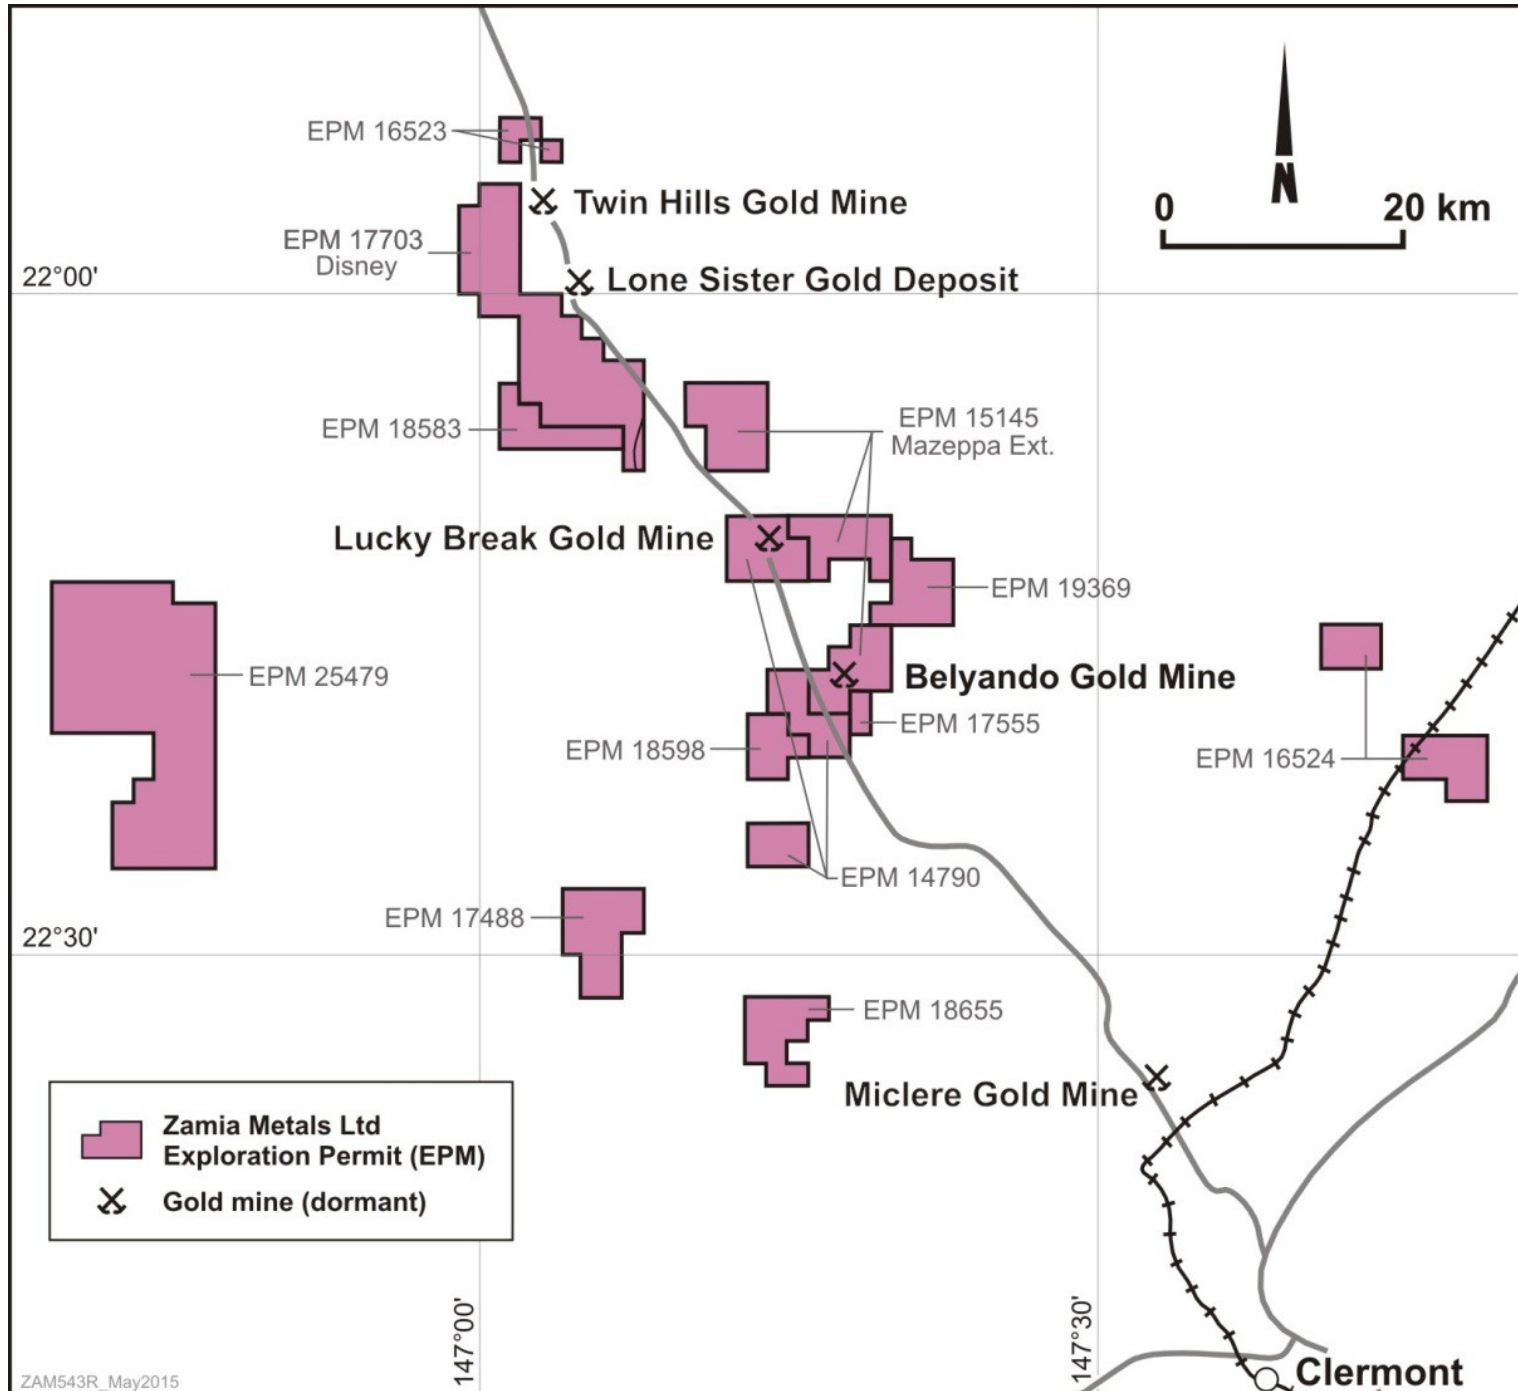 EPM 16523
Twin Hills Gold Mine
N
0 20 km
EPM 17703
Disney
22°00'
Lone Sister Gold Deposit
EPM 18583
EPM 15145
Mazeppa Ext.
Lucky Break Gold Mine
EPM 19369
EPM 25479
Belyando Gold Mine
EPM 17555
EPM 18598
EPM 16524
EPM 14790
EPM 17488
22°30'
EPM 18655
Miclere Gold Mine
Zamia Metals Ltd
Exploration Permit (EPM)
Gold mine (dormant)
147°00'
147°30'
Clermont
ZAM543R_May2015